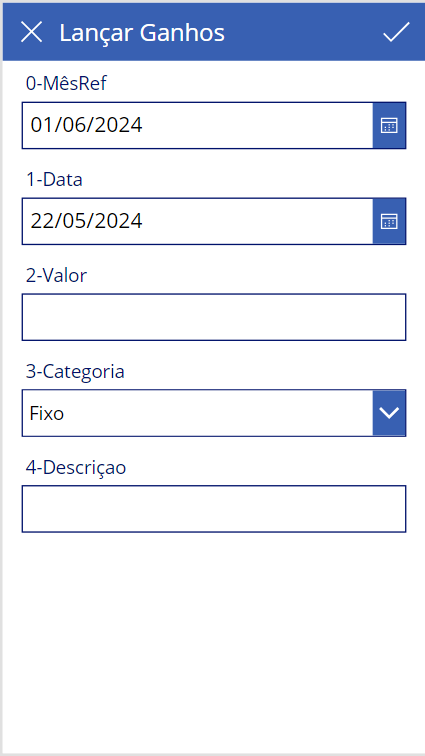 Lançar Ganhos
0-MêsRef
01/06/2024
1-Data
22/05/2024
2-Valor
3-Categoria
Fixo
4-Descriçao